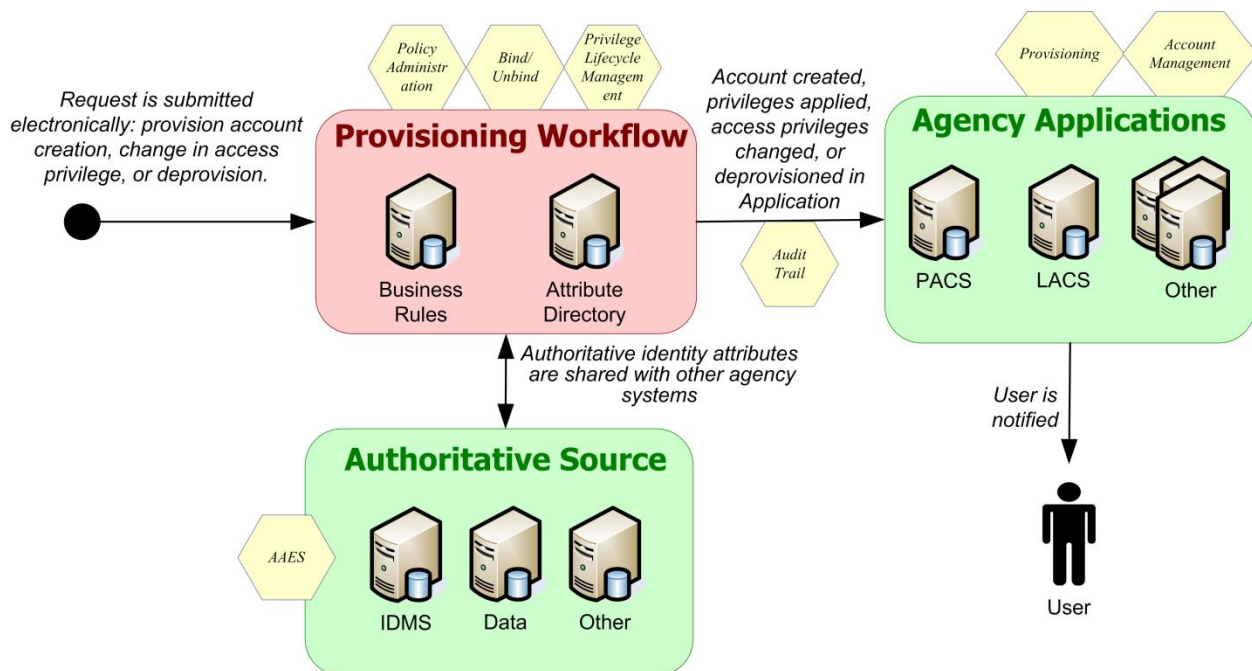 Policy
Administr
ation
Bind/
Unbind
Privilege
Lifecycle
Managem
ent
Provisioning
Account
Management
Request is submitted
electronically: provision account
creation, change in access
privilege, or deprovision.
Provisioning Workflow
Business
Rules
Attribute
Directory
Account created,
privileges applied,
access privileges
changed, or
deprovisioned in
Application
Audit
Trail
Agency Applications
PACS
LACS
Other
Authoritative identity attributes
are shared with other agency
systems
User is
notified
Authoritative Source
AAES
IDMS
Data
Other
User